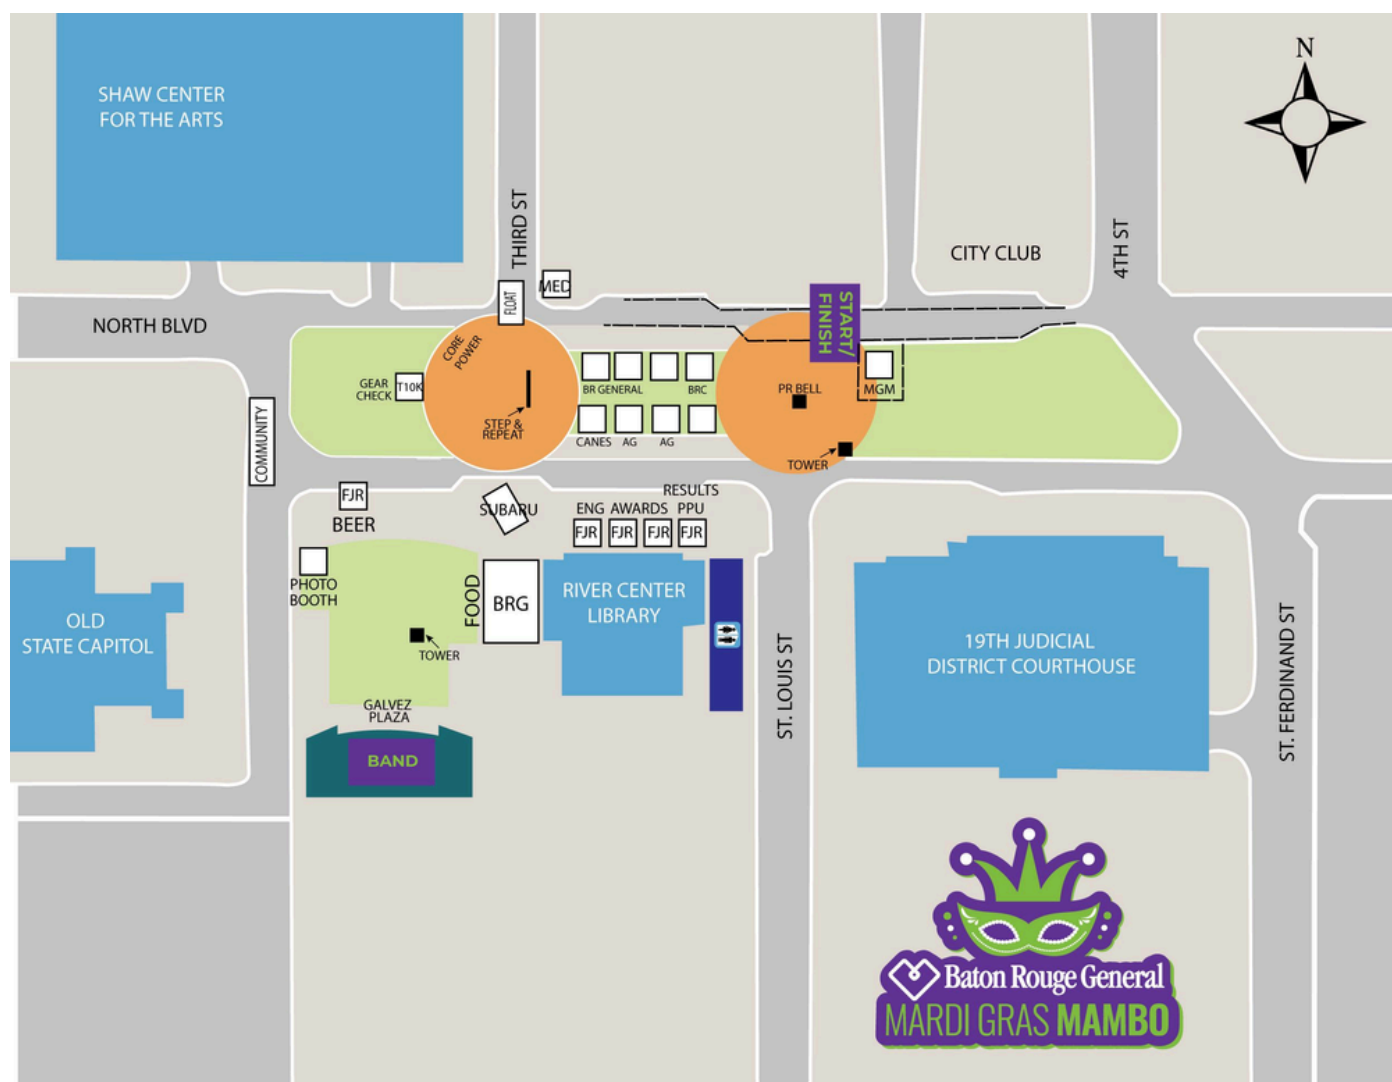 N
SHAW CENTER
FOR THE ARTS
THIRD ST
4TH ST
CITY CLUB
MED
FLOAT
START/
FINISH
NORTH BLVD
CORE
POWER
GEAR
CHECK
T10K
STEP &
REPEAT
BR GENERAL
BRC
PR BELL
MGM
CANES
AG
AG
TOWER
COMMUNITY
FJR
BEER
SUBARU
RESULTS
ENG
AWARDS
PPU
FJR
FJR
FJR
FJR
PHOTO
BOOTH
FOOD
BRG
RIVER CENTER
LIBRARY
OLD
STATE CAPITOL
TOWER
19TH JUDICIAL
DISTRICT COURTHOUSE
ST. LOUIS ST
ST. FERDINAND ST
GALVEZ
PLAZA
BAND
Baton Rouge General
MARDI GRAS MAMBO